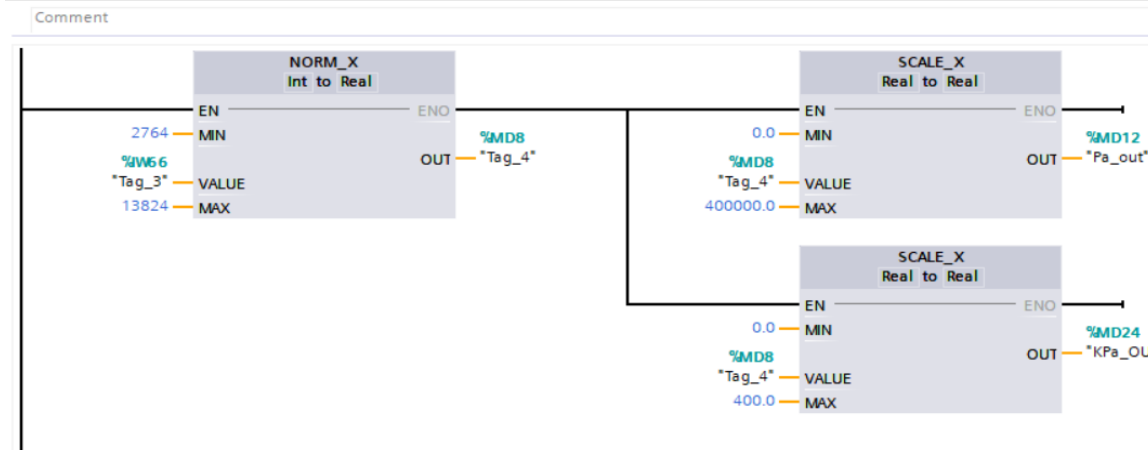 Comment
NORM_X
Int to Real
EN ENO
2764 MIN
%MD8
OUT "Tag_4"
%IW66
"Tag_3" VALUE
13824 MAX
SCALE_X
Real to Real
EN ENO
0.0 MIN
%MD12
OUT "Pa_out"
%MD8
"Tag_4" VALUE
400000.0 MAX
SCALE_X
Real to Real
EN ENO
0.0 MIN
%MD24
OUT "KPa_OU
%MD8
"Tag_4" VALUE
400.0 MAX